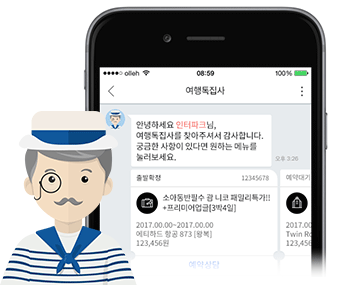 olleh 08:59 100%
여행톡집사
안녕하세요 인터파크님,
여행톡집사를 찾아주셔서 감사합니다.
궁금한 사항이 있다면 원하는 메뉴를
눌러보세요.
오후 3:26
출발확정 12345678
예약대기
소아동반필수 괌 니코 패밀리특가!!
+프리미어업글[3박4일]
2017.00.00~2017.00.00
에티하드 항공 873 [왕복]
123,456원
2017.00
Twin Ro
123,456
예약상담